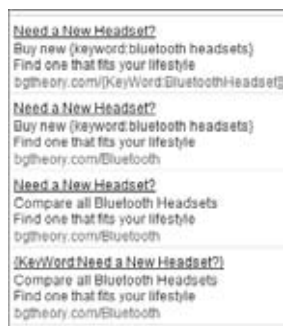 Need a New Headset?
Buy new {keyword:bluetooth headsets}
Find one that fits your lifestyle
bgtheory.com/{KeyWord:BluetoothHeadset}
Need a New Headset?
Buy new {keyword:bluetooth headsets}
Find one that fits your lifestyle
bgtheory.com/Bluetooth
Need a New Headset?
Compare all Bluetooth Headsets
Find one that fits your lifestyle
bgtheory.com/Bluetooth
{KeyWord:Need a New Headset?}
Compare all Bluetooth Headsets
Find one that fits your lifestyle
bgtheory.com/Bluetooth